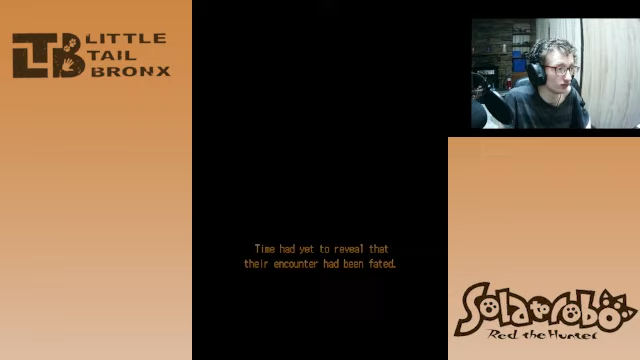 LITTLE
TAIL
BRONX
Time had yet to reveal that
their encounter had been fated.
Solatorobo
Red the Hunter